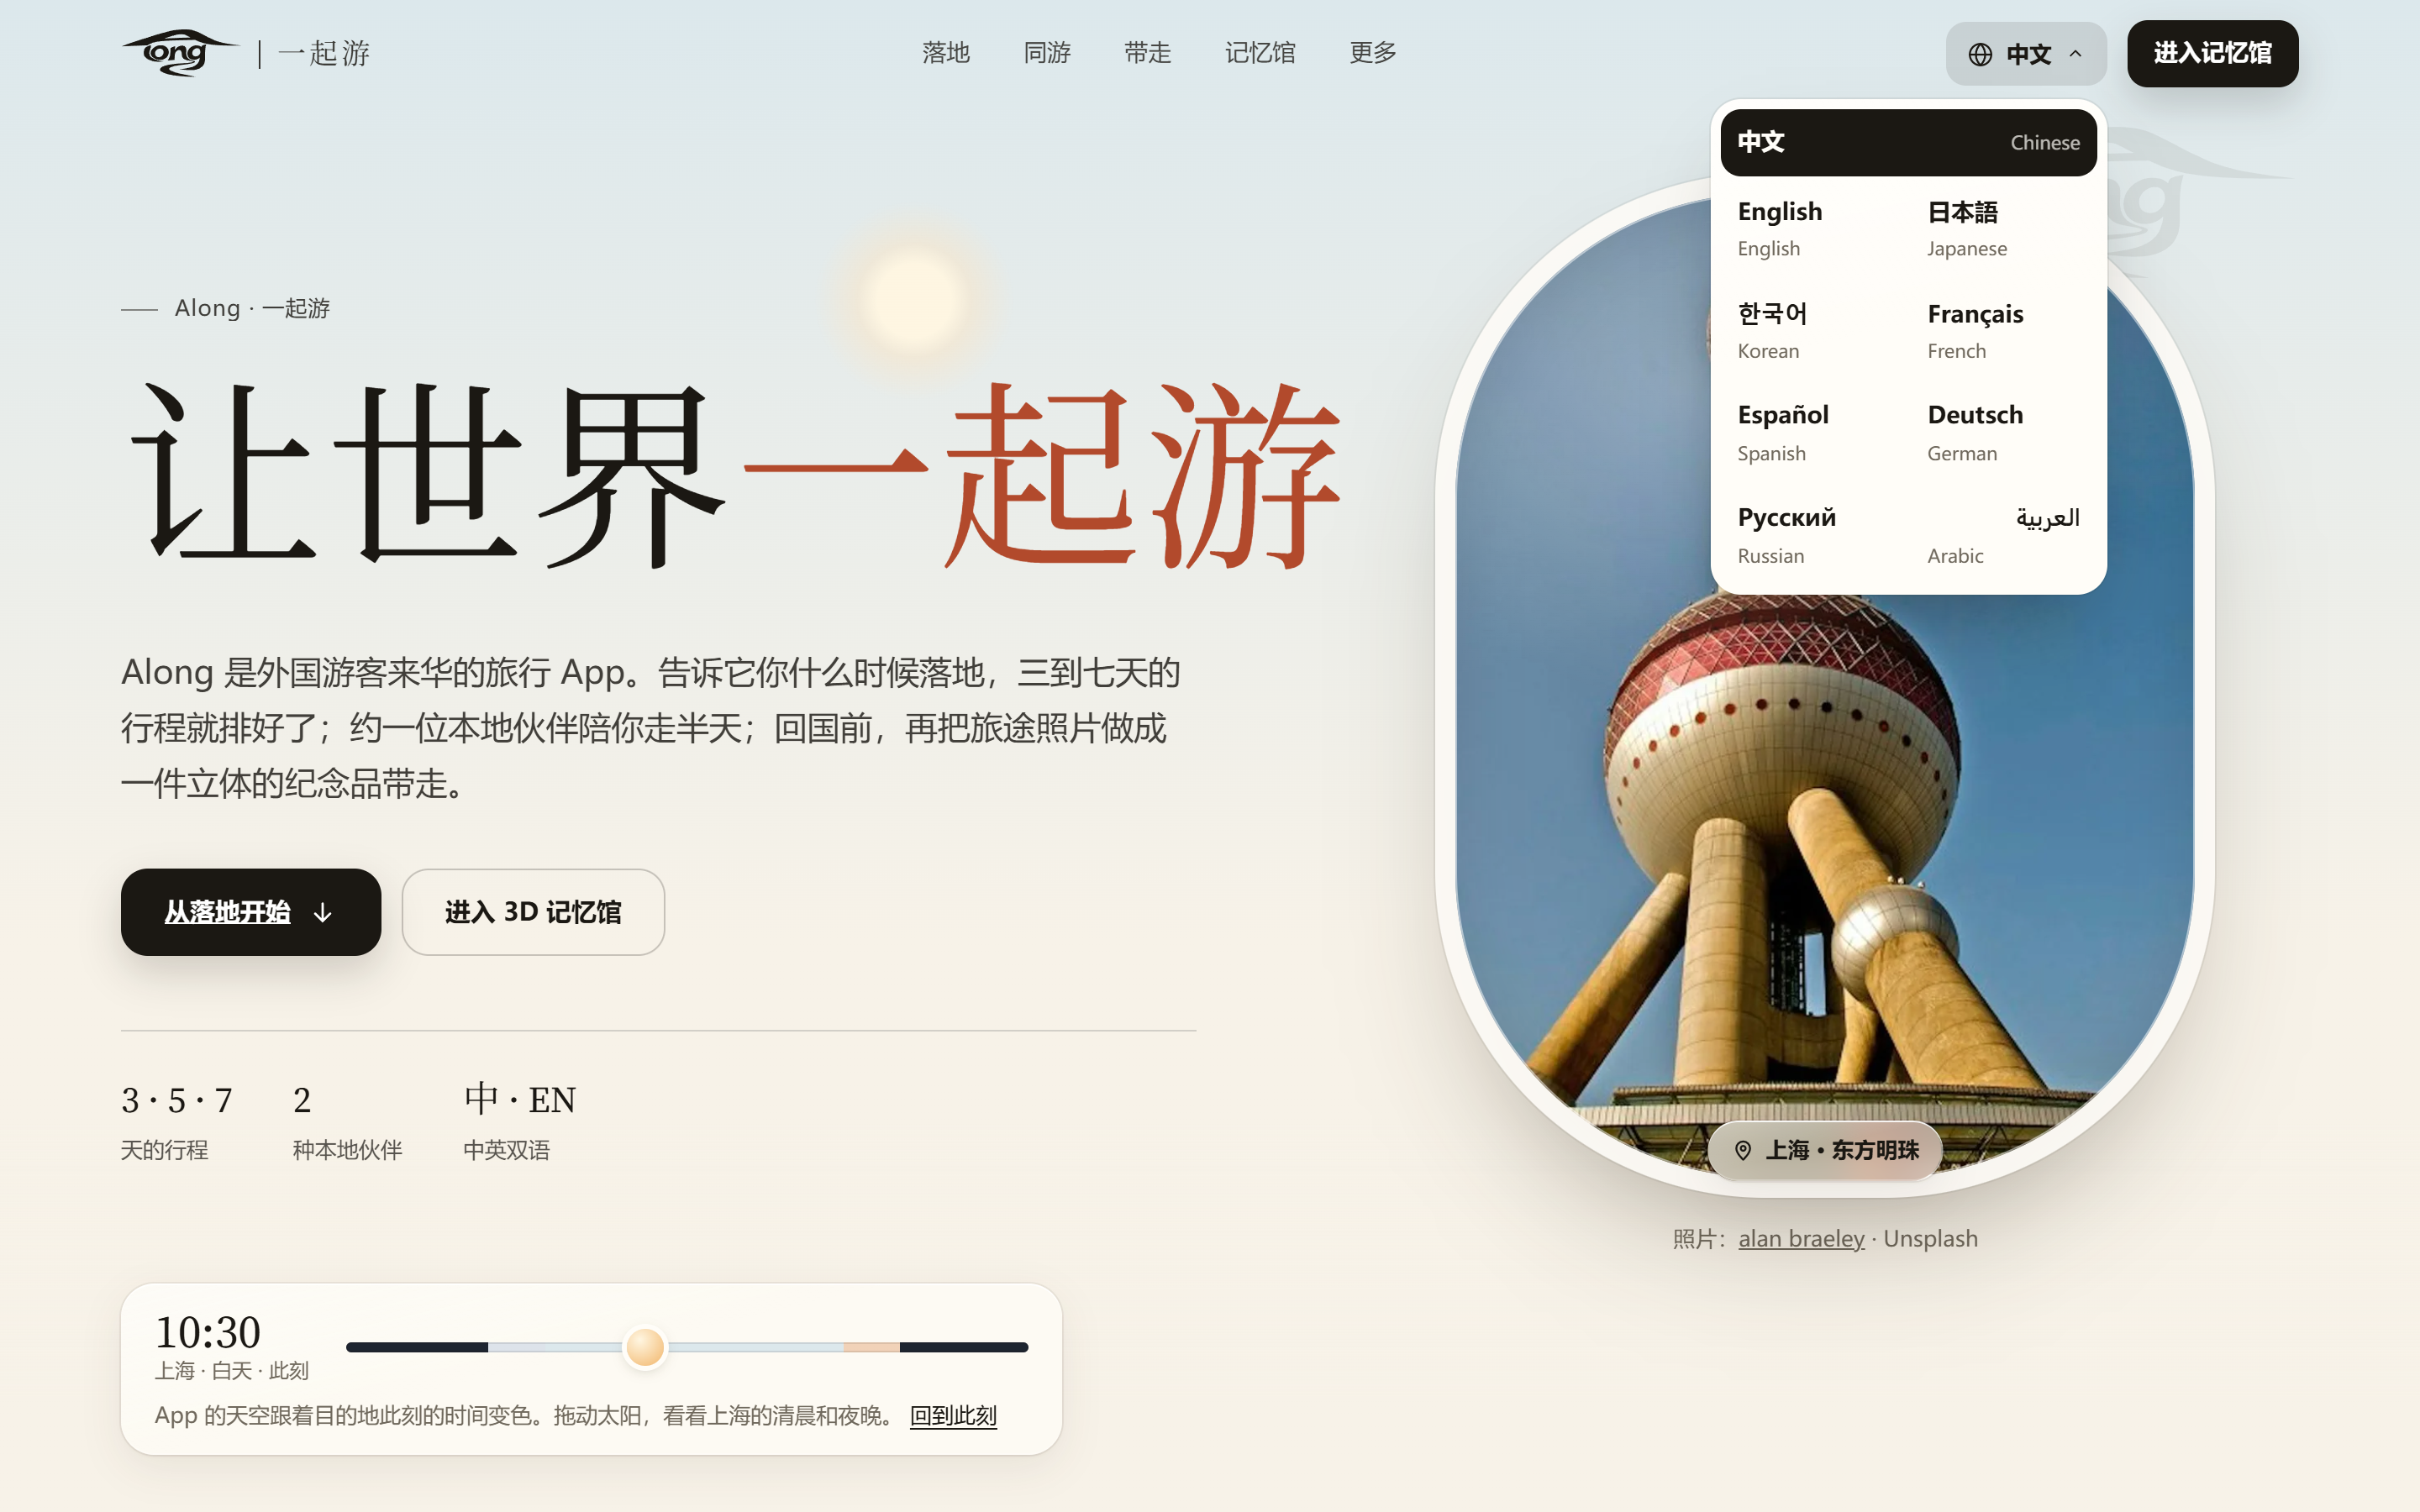 ong
一起游
落地
同游
带走
记忆馆
更多
中文
进入记忆馆
中文
Chinese
English
English
日本語
Japanese
한국어
Korean
Français
French
Español
Spanish
Deutsch
German
Русский
Russian
العربية
Arabic
ng
Along · 一起游
让世界一起游
Along 是外国游客来华的旅行 App。告诉它你什么时候落地，三到七天的
行程就排好了；约一位本地伙伴陪你走半天；回国前，再把旅途照片做成
一件立体的纪念品带走。
从落地开始
进入 3D 记忆馆
3 · 5 · 7
天的行程
2
种本地伙伴
中 · EN
中英双语
上海 · 东方明珠
照片：alan braeley · Unsplash
10:30
上海 · 白天 · 此刻
App 的天空跟着目的地此刻的时间变色。拖动太阳，看看上海的清晨和夜晚。 回到此刻